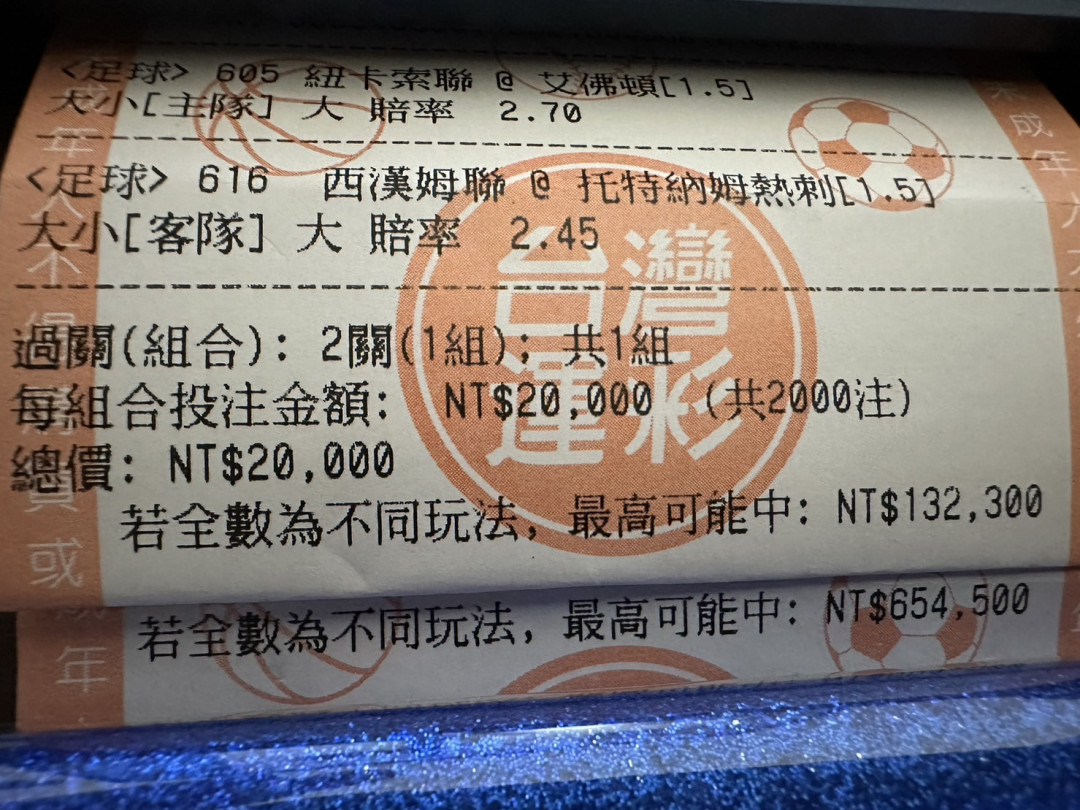 <足球> 605 紐卡索聯 @ 艾佛頓[1.5]
大小[主隊] 大 賠率 2.70
<足球> 616 西漢姆聯 @ 托特納姆熱刺[1.5]
大小[客隊] 大 賠率 2.45
台灣
運彩
過關(組合): 2關(1組); 共1組
每組合投注金額: NT$20,000 (共2000注)
總價: NT$20,000
若全數為不同玩法, 最高可能中: NT$132,300
若全數為不同玩法, 最高可能中: NT$654,500
未成年